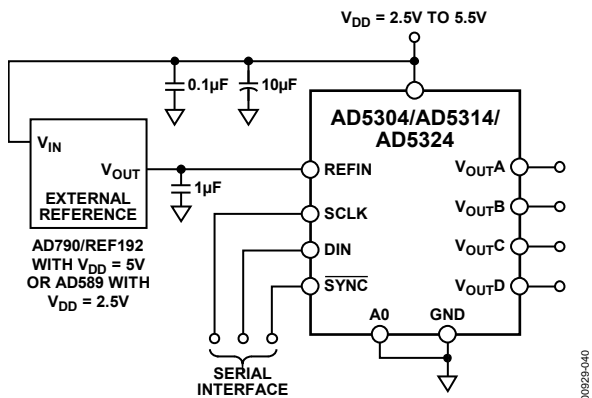 V_DD = 2.5V TO 5.5V
0.1µF
10µF
AD5304/AD5314/
AD5324
V_IN
V_OUT
EXTERNAL
REFERENCE
1µF
REFIN
SCLK
DIN
SYNC
V_OUTA
V_OUTB
V_OUTC
V_OUTD
A0
GND
AD790/REF192
WITH V_DD = 5V
OR AD589 WITH
V_DD = 2.5V
SERIAL
INTERFACE
00929-040